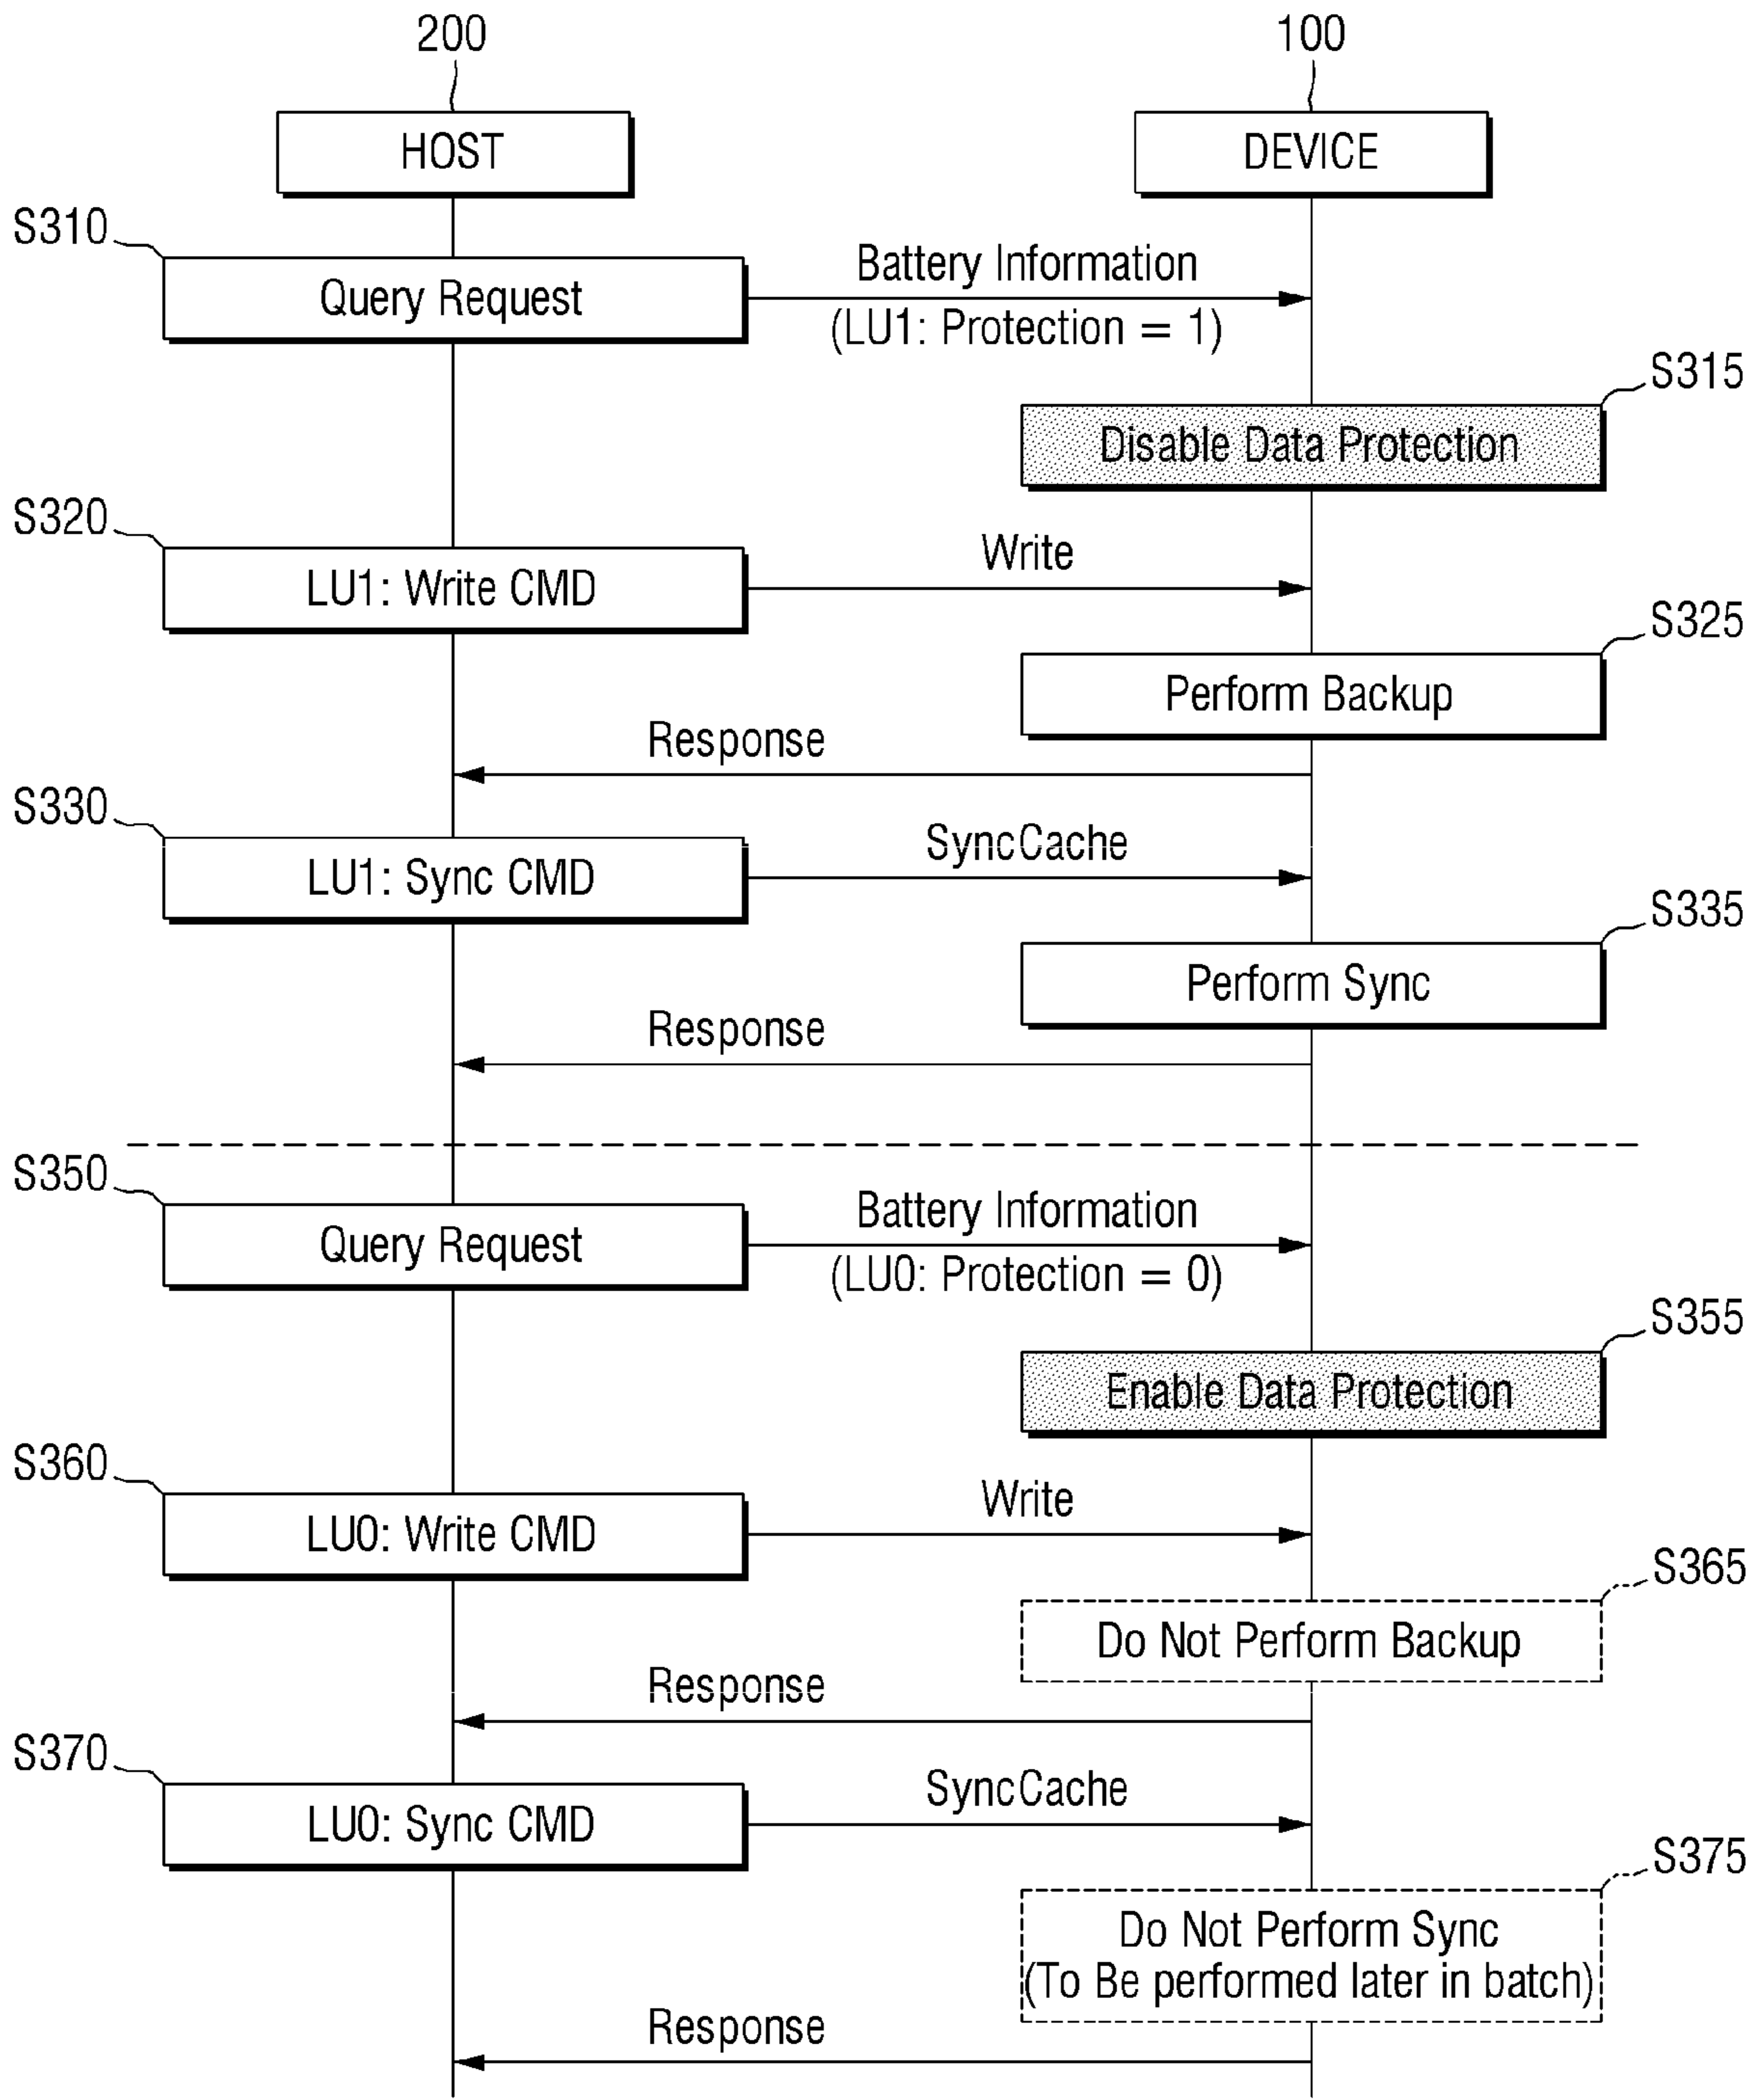 200
100
HOST
DEVICE
S310
Query Request
Battery Information
(LU1: Protection = 1)
S315
Disable Data Protection
S320
LU1: Write CMD
Write
S325
Perform Backup
Response
S330
LU1: Sync CMD
SyncCache
S335
Perform Sync
Response
S350
Query Request
Battery Information
(LU0: Protection = 0)
S355
Enable Data Protection
S360
LU0: Write CMD
Write
S365
Do Not Perform Backup
Response
S370
LU0: Sync CMD
SyncCache
S375
Do Not Perform Sync
(To Be performed later in batch)
Response